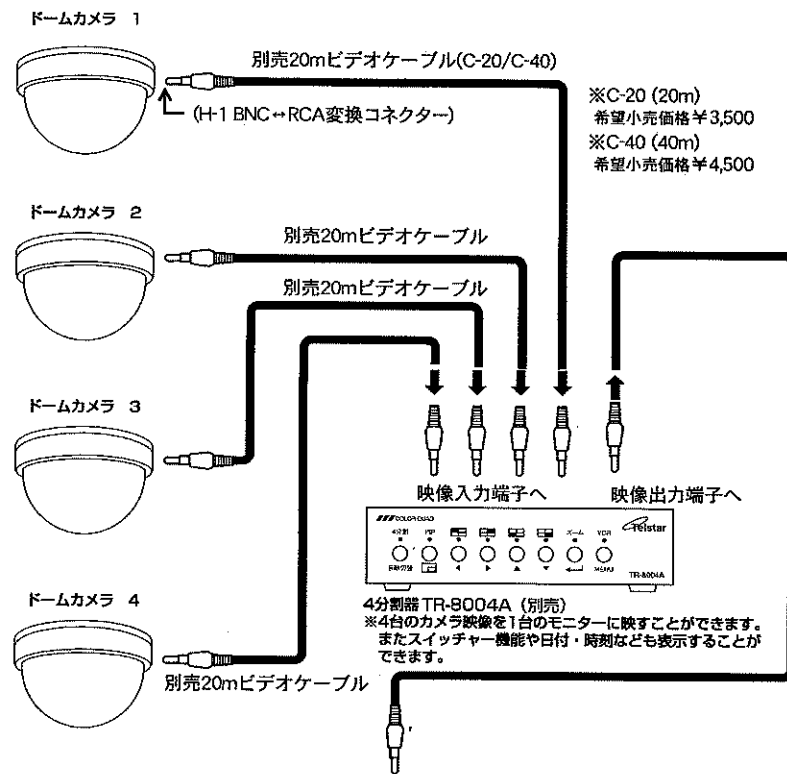 ドームカメラ 1
別売20mビデオケーブル(C-20/C-40)
(H-1 BNC↔RCA変換コネクター)
※C-20 (20m)
希望小売価格¥3,500
※C-40 (40m)
希望小売価格¥4,500
ドームカメラ 2
別売20mビデオケーブル
別売20mビデオケーブル
ドームカメラ 3
映像入力端子へ
映像出力端子へ
COLOR QUAD
Telstar
4分割 PIP ズーム VCR
MENU
TR-8004A
ドームカメラ 4
4分割器 TR-8004A (別売)
※4台のカメラ映像を1台のモニターに映すことができます。
またスイッチャー機能や日付・時刻なども表示することが
できます。
別売20mビデオケーブル